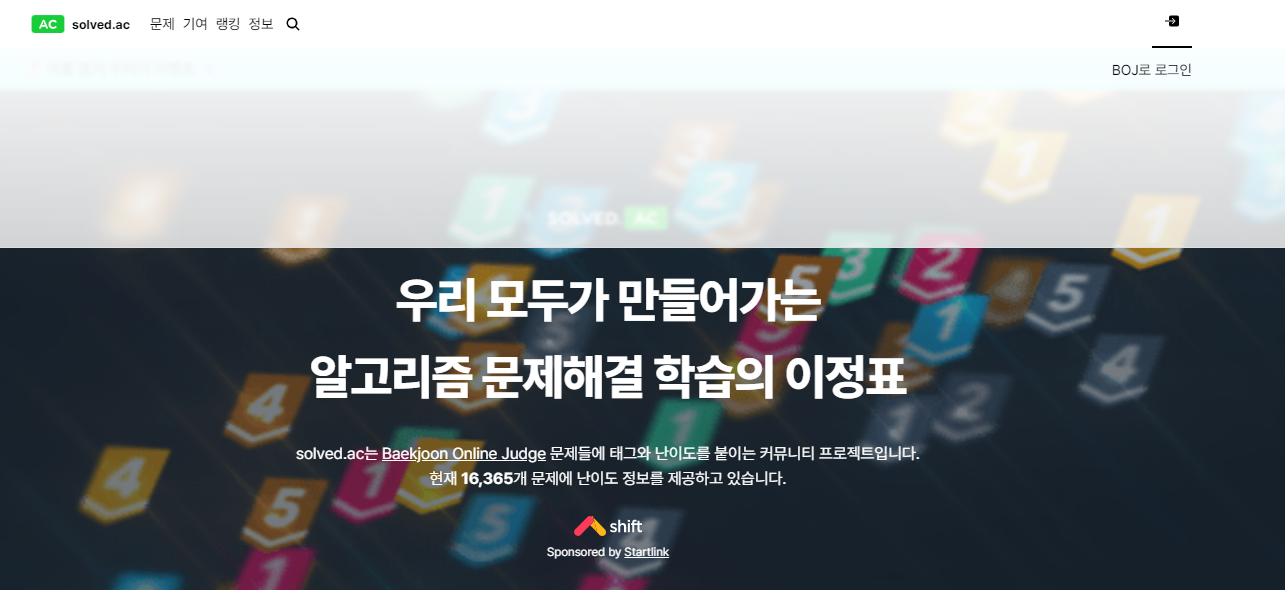 AC solved.ac 문제 기여 랭킹 정보
BOJ로 로그인
SOLVED. AC
우리 모두가 만들어가는
알고리즘 문제해결 학습의 이정표
solved.ac는 Baekjoon Online Judge 문제들에 태그와 난이도를 붙이는 커뮤니티 프로젝트입니다.
현재 16,365개 문제에 난이도 정보를 제공하고 있습니다.
shift
Sponsored by Startlink